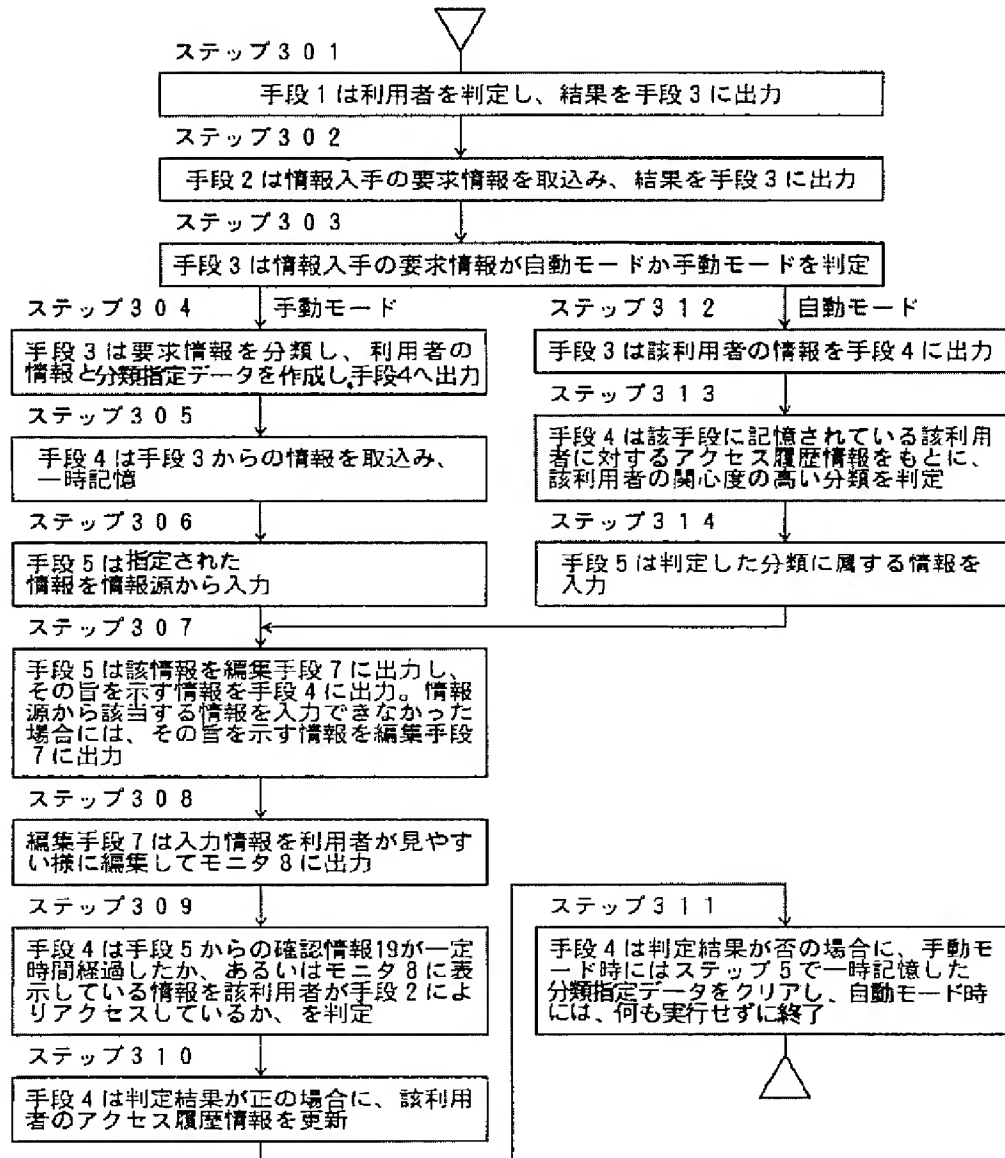 ステップ301
手段1は利用者を判定し、結果を手段3に出力
ステップ302
手段2は情報入手の要求情報を取込み、結果を手段3に出力
ステップ303
手段3は情報入手の要求情報が自動モードか手動モードを判定
ステップ304
手動モード
手段3は要求情報を分類し、利用者の
情報と分類指定データを作成し,手段4へ出力
ステップ305
手段4は手段3からの情報を取込み、
一時記憶
ステップ306
手段5は指定された
情報を情報源から入力
ステップ312
自動モード
手段3は該利用者の情報を手段4に出力
ステップ313
手段4は該手段に記憶されている該利用
者に対するアクセス履歴情報をもとに、
該利用者の関心度の高い分類を判定
ステップ314
手段5は判定した分類に属する情報を
入力
ステップ307
手段5は該情報を編集手段7に出力し、
その旨を示す情報を手段4に出力。情報
源から該当する情報を入力できなかった
場合には、その旨を示す情報を編集手段
7に出力
ステップ308
編集手段7は入力情報を利用者が見やす
い様に編集してモニタ8に出力
ステップ309
手段4は手段5からの確認情報19が一定
時間経過したか、あるいはモニタ8に表
示している情報を該利用者が手段2によ
りアクセスしているか、を判定
ステップ310
手段4は判定結果が正の場合に、該利用
者のアクセス履歴情報を更新
ステップ311
手段4は判定結果が否の場合に、手動モ
ード時にはステップ5で一時記憶した
分類指定データをクリアし、自動モード時
には、何も実行せずに終了